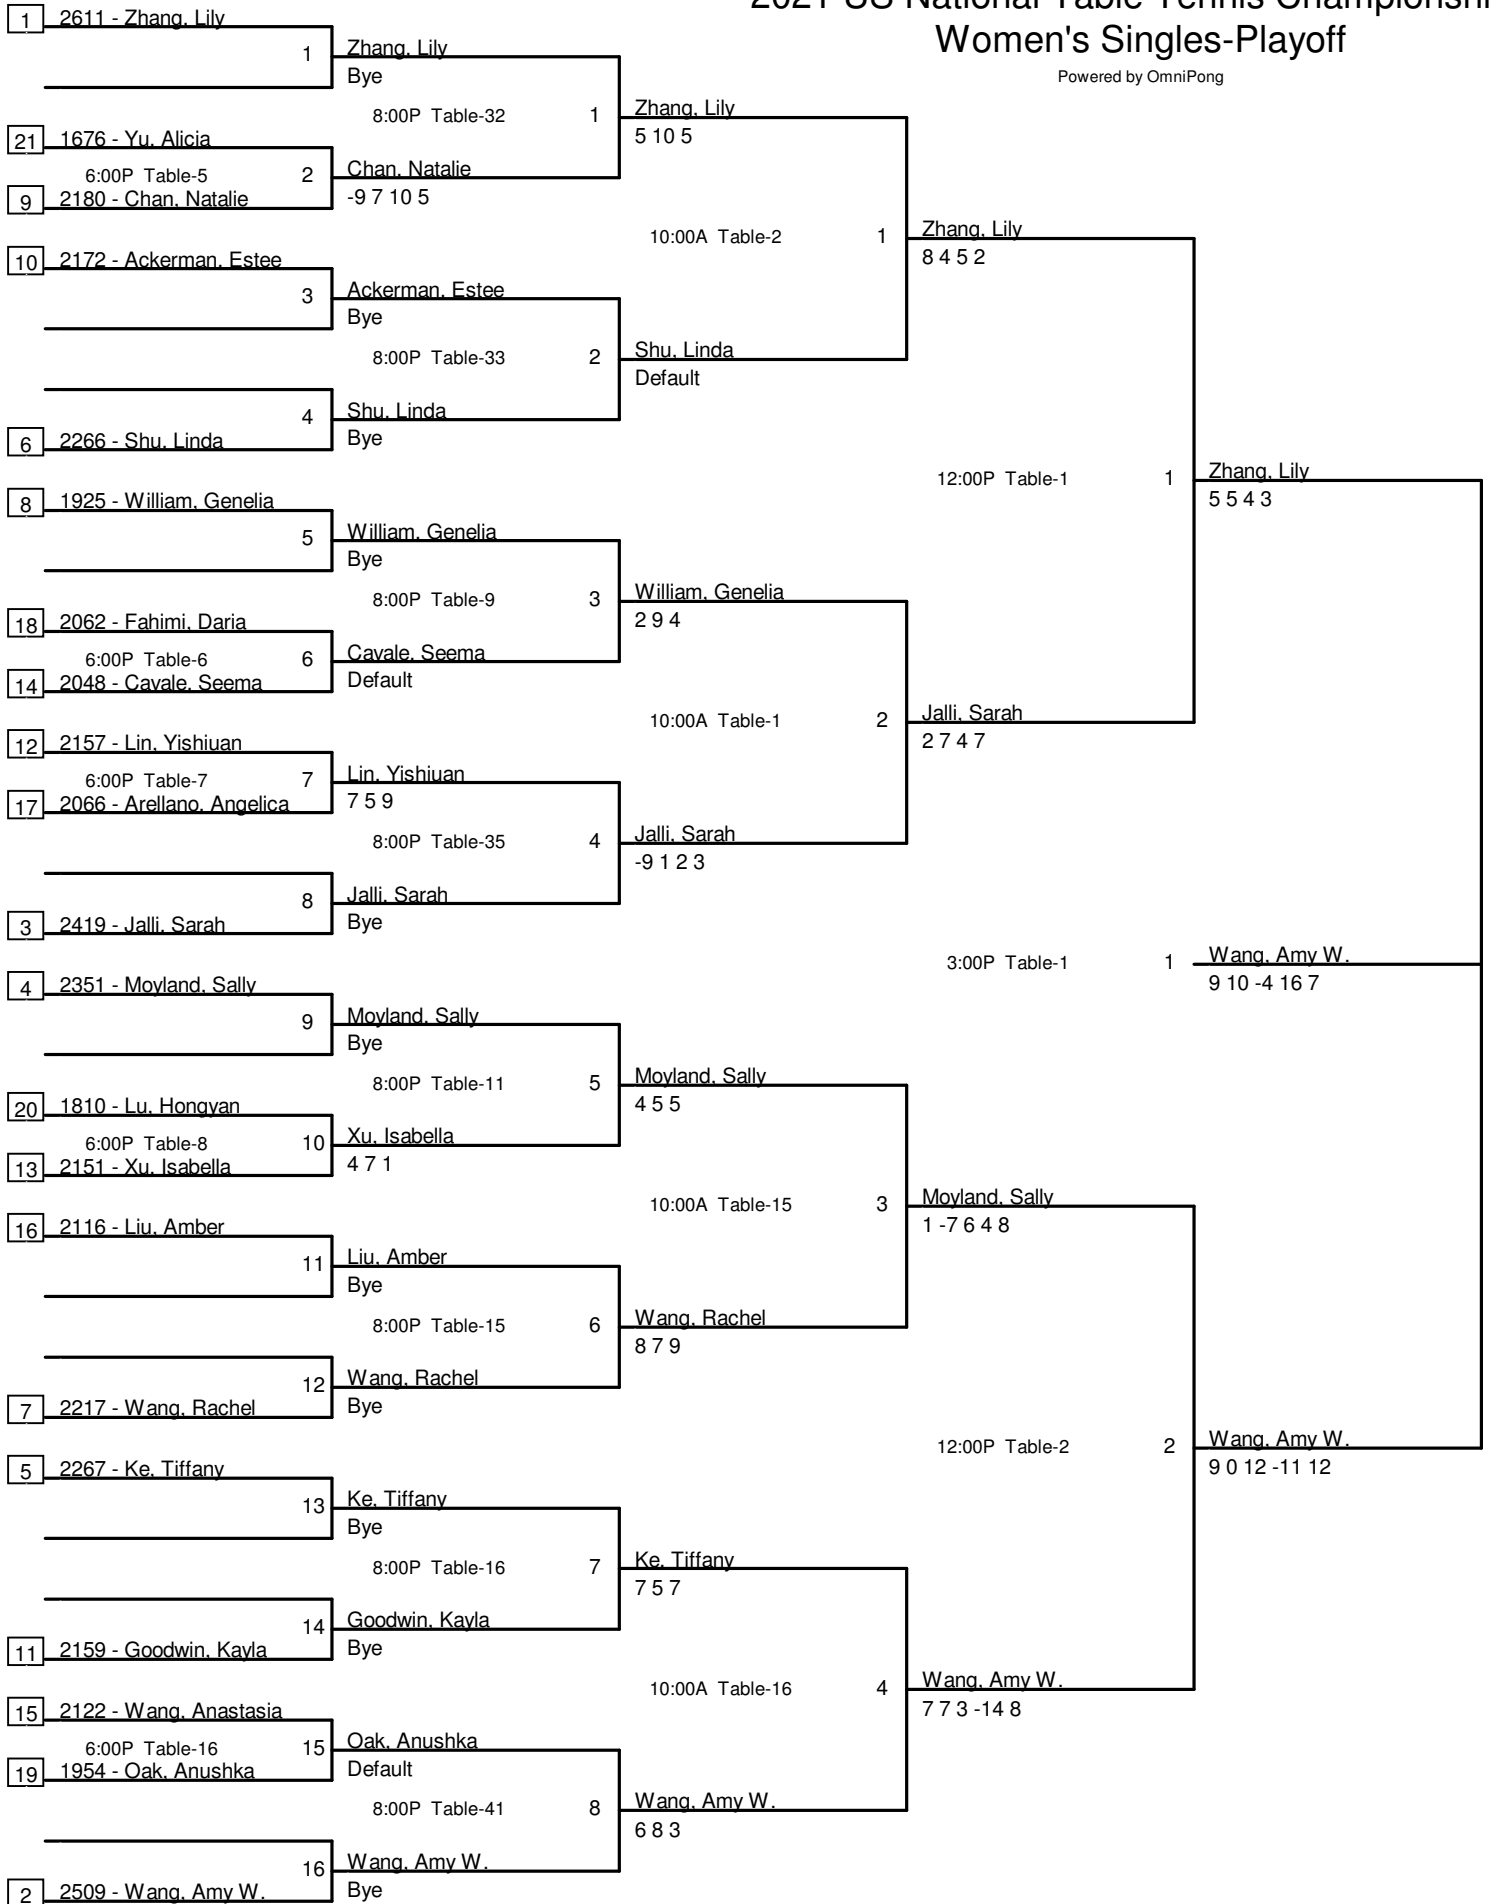 2021 US National Table Tennis Championshi
Women's Singles-Playoff
Powered by OmniPong
1 2611 - Zhang, Lily
1 Zhang, Lily
Bye
8:00P Table-32 1 Zhang, Lily
5 10 5
21 1676 - Yu, Alicia
6:00P Table-5 2 Chan, Natalie
9 2180 - Chan, Natalie -9 7 10 5
10:00A Table-2 1 Zhang, Lily
8 4 5 2
10 2172 - Ackerman, Estee
3 Ackerman, Estee
Bye
8:00P Table-33 2 Shu, Linda
Default
4 Shu, Linda
6 2266 - Shu, Linda Bye
12:00P Table-1 1 Zhang, Lily
5 5 4 3
8 1925 - William, Genelia
5 William, Genelia
Bye
8:00P Table-9 3 William, Genelia
2 9 4
18 2062 - Fahimi, Daria
6:00P Table-6 6 Cavale, Seema
14 2048 - Cavale, Seema Default
10:00A Table-1 2 Jalli, Sarah
2 7 4 7
12 2157 - Lin, Yishiuan
6:00P Table-7 7 Lin, Yishiuan
17 2066 - Arellano, Angelica 7 5 9
8:00P Table-35 4 Jalli, Sarah
-9 1 2 3
8 Jalli, Sarah
3 2419 - Jalli, Sarah Bye
3:00P Table-1 1 Wang, Amy W.
9 10 -4 16 7
4 2351 - Moyland, Sally
9 Moyland, Sally
Bye
8:00P Table-11 5 Moyland, Sally
4 5 5
20 1810 - Lu, Hongyan
6:00P Table-8 10 Xu, Isabella
13 2151 - Xu, Isabella 4 7 1
10:00A Table-15 3 Moyland, Sally
1 -7 6 4 8
16 2116 - Liu, Amber
11 Liu, Amber
Bye
8:00P Table-15 6 Wang, Rachel
8 7 9
12 Wang, Rachel
7 2217 - Wang, Rachel Bye
12:00P Table-2 2 Wang, Amy W.
9 0 12 -11 12
5 2267 - Ke, Tiffany
13 Ke, Tiffany
Bye
8:00P Table-16 7 Ke, Tiffany
7 5 7
14 Goodwin, Kayla
11 2159 - Goodwin, Kayla Bye
10:00A Table-16 4 Wang, Amy W.
7 7 3 -14 8
15 2122 - Wang, Anastasia
6:00P Table-16 15 Oak, Anushka
19 1954 - Oak, Anushka Default
8:00P Table-41 8 Wang, Amy W.
6 8 3
16 Wang, Amy W.
2 2509 - Wang, Amy W. Bye